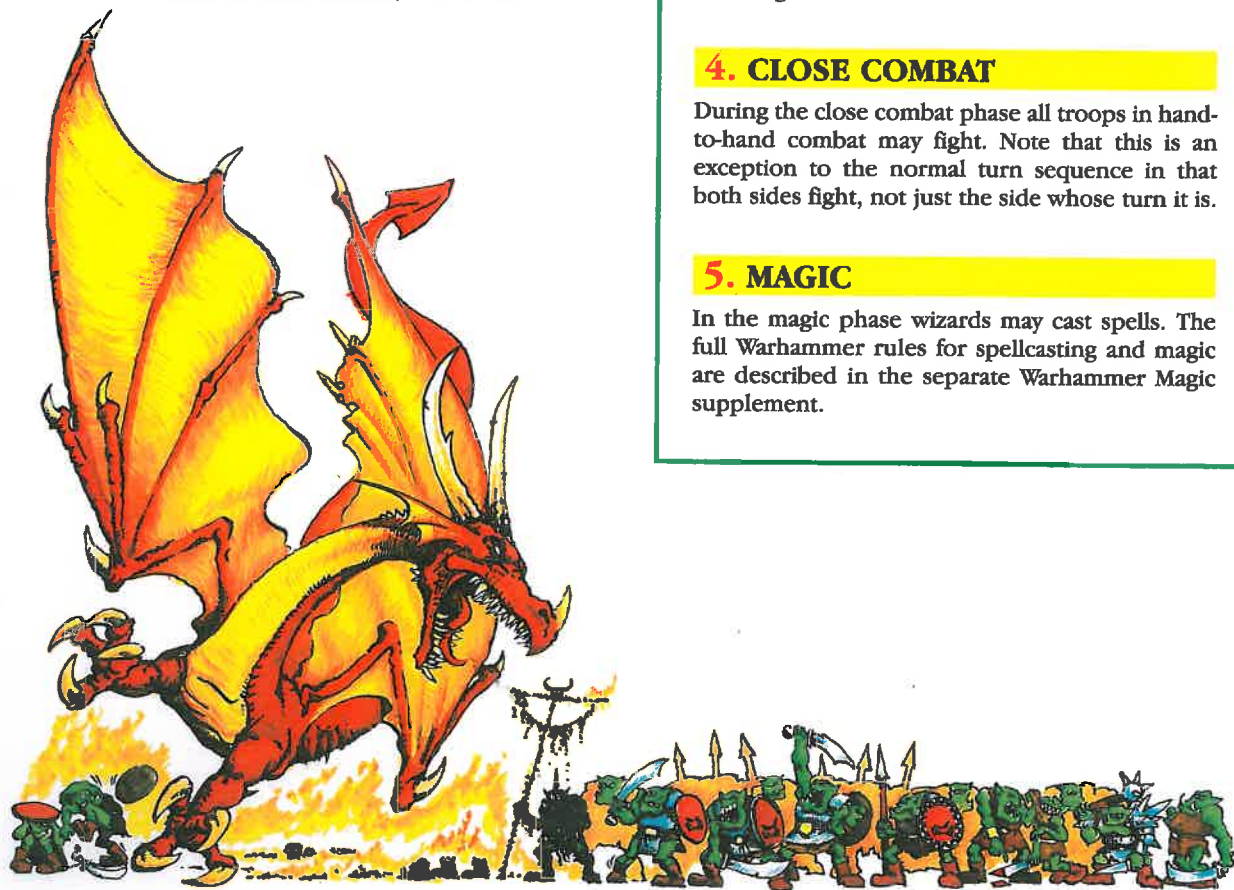 4. CLOSE COMBAT
During the close combat phase all troops in hand-
to-hand combat may fight. Note that this is an
exception to the normal turn sequence in that
both sides fight, not just the side whose turn it is.
5. MAGIC
In the magic phase wizards may cast spells. The
full Warhammer rules for spellcasting and magic
are described in the separate Warhammer Magic
supplement.